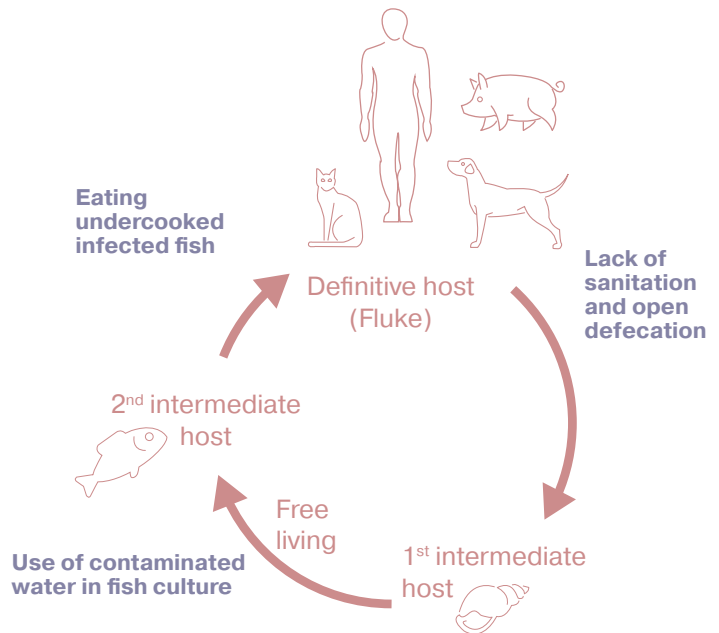 Eating
undercooked
infected fish
Definitive host
(Fluke)
Lack of
sanitation
and open
defecation
2nd intermediate
host
Free
living
1st intermediate
host
Use of contaminated
water in fish culture